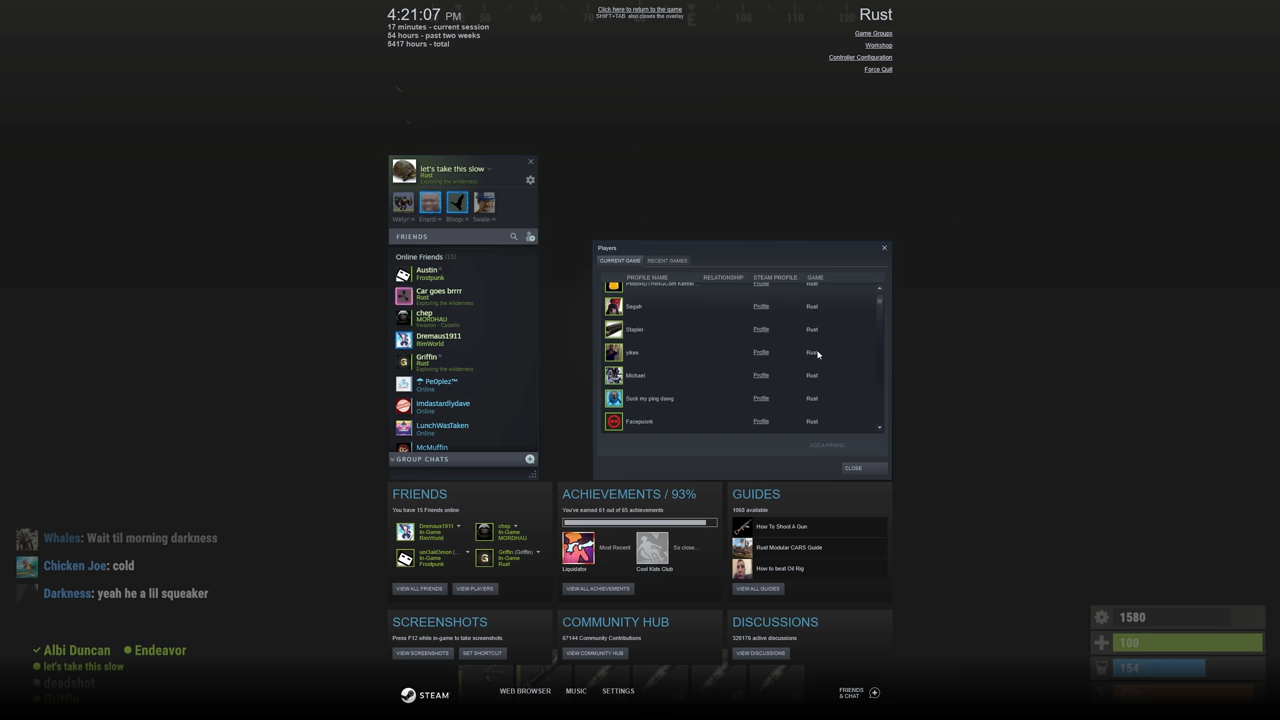 4:21:07 PM
17 minutes - current session
54 hours - past two weeks
5417 hours - total
Click here to return to the game
SHIFT+TAB also closes the overlay
Rust
Game Groups
Workshop
Controller Configuration
Force Quit
60
E
100
110
120
let's take this slow
Rust
Exploring the wilderness
FRIENDS
Online Friends (15)
Austin
Frostpunk
Car goes brrrr
Rust
Exploring the wilderness
chep
MORDHAU
Invasion - Castello
Dremaus1911
RimWorld
Griffin
Rust
Exploring the wilderness
Online
imdastardlydave
Online
LunchWasTaken
Online
McMuffin
GROUP CHATS
Players
CURRENT GAME
RECENT GAMES
PROFILE NAME
RELATIONSHIP
STEAM PROFILE
GAME
Profile
Rust
Segah
Profile
Rust
Stapler
Profile
Rust
yikes
Profile
Rust
Michael
Profile
Rust
Suck my ping dawg
Profile
Rust
Facepucnk
Profile
Rust
ADD A FRIEND...
CLOSE
FRIENDS
You have 15 Friends online
Dremaus1911
In-Game
RimWorld
chep
In-Game
MORDHAU
In-Game
Frostpunk
Griffin (Griffin)
In-Game
Rust
VIEW ALL FRIENDS
VIEW PLAYERS
ACHIEVEMENTS / 93%
You've earned 61 out of 65 achievements
Most Recent
So close...
Liquidator
Cool Kids Club
VIEW ALL ACHIEVEMENTS
GUIDES
1068 available
How To Shoot A Gun
Rust Modular CARS Guide
How to beat Oil Rig
VIEW ALL GUIDES
SCREENSHOTS
Press F12 while in-game to take screenshots.
VIEW SCREENSHOTS
SET SHORTCUT
COMMUNITY HUB
67144 Community Contributions
VIEW COMMUNITY HUB
DISCUSSIONS
320176 active discussions
VIEW DISCUSSIONS
Whales: Wait til morning darkness
Chicken Joe: cold
Darkness: yeah he a lil squeaker
Albi Duncan
Endeavor
let's take this slow
deadshot
Griffin
1580
100
154
STEAM
WEB BROWSER
MUSIC
SETTINGS
FRIENDS
& CHAT